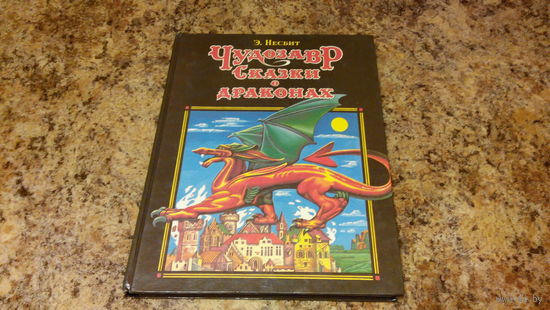 Э. Несбит
Чудозавр
Сказки
о
драконах